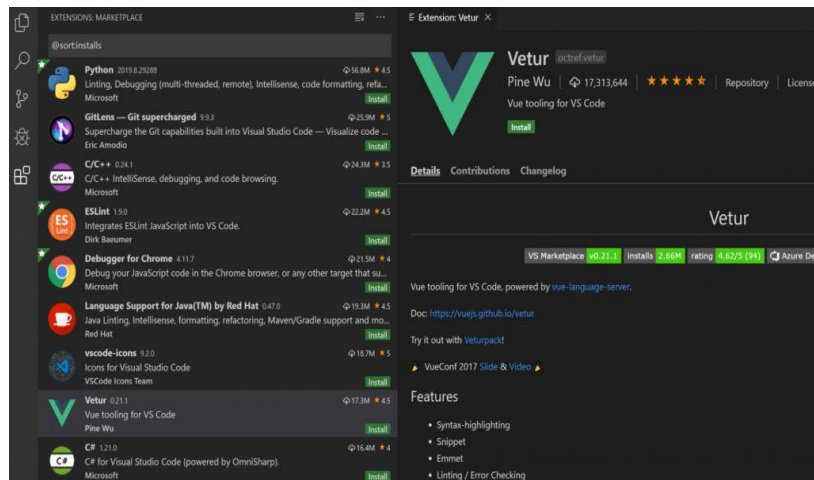 EXTENSIONS: MARKETPLACE
@sort:installs
Python 2019.8.29288 56.8M ★ 4.5
Linting, Debugging (multi-threaded, remote), Intellisense, code formatting, refa...
Microsoft Install
GitLens — Git supercharged 9.9.3 25.9M ★ 5
Supercharge the Git capabilities built into Visual Studio Code — Visualize code ...
Eric Amodio Install
C/C++ 0.24.1 24.3M ★ 3.5
C/C++ IntelliSense, debugging, and code browsing.
Microsoft Install
ESLint 1.9.0 22.2M ★ 4.5
Integrates ESLint JavaScript into VS Code.
Dirk Baeumer Install
Debugger for Chrome 4.11.7 21.5M ★ 4
Debug your JavaScript code in the Chrome browser, or any other target that su...
Microsoft Install
Language Support for Java(TM) by Red Hat 0.47.0 19.3M ★ 4.5
Java Linting, Intellisense, formatting, refactoring, Maven/Gradle support and mo...
Red Hat Install
vscode-icons 9.2.0 18.7M ★ 5
Icons for Visual Studio Code
VSCode Icons Team Install
Vetur 0.21.1 17.3M ★ 4.5
Vue tooling for VS Code
Pine Wu Install
C# 1.21.0 16.4M ★ 4
C# for Visual Studio Code (powered by OmniSharp).
Microsoft Install
C/C++
ES
Lint
C#
Extension: Vetur ×
Vetur octref.vetur
Pine Wu 17,313,644 Repository License
Vue tooling for VS Code
Install
Details Contributions Changelog
Vetur
VS Marketplace v0.21.1 installs 2.66M rating 4.62/5 (94) Azure De
Vue tooling for VS Code, powered by vue-language-server.
Doc: https://vuejs.github.io/vetur
Try it out with Veturpack!
VueConf 2017 Slide & Video
Features
• Syntax-highlighting
• Snippet
• Emmet
• Linting / Error Checking